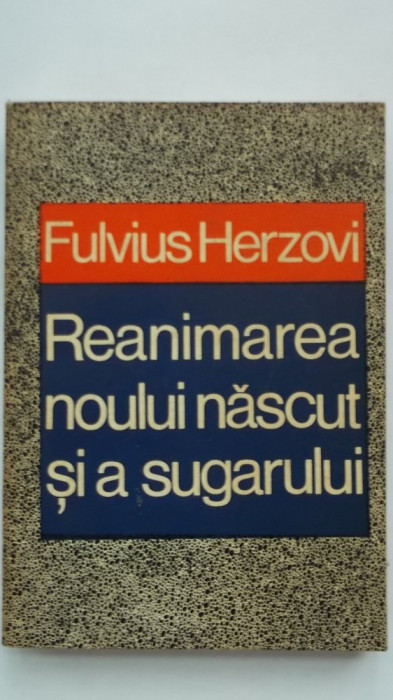 Fulvius Herzovi
Reanimarea
noului născut
și a sugarului